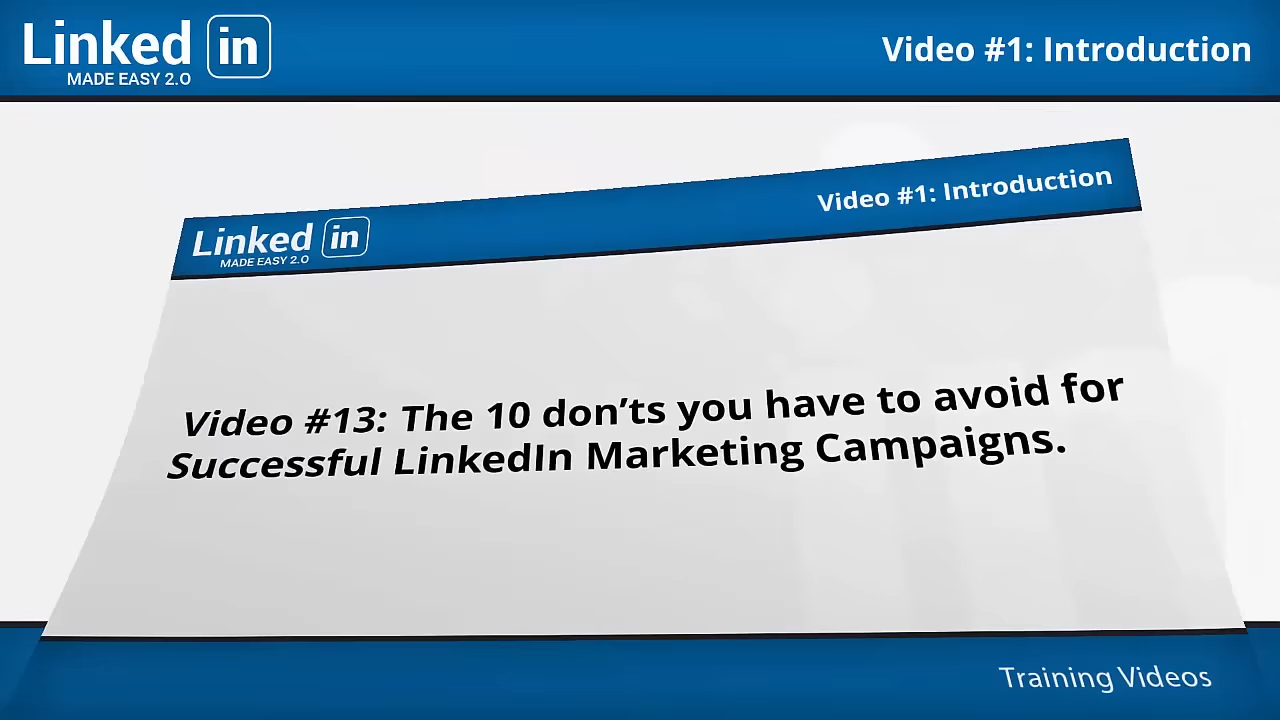 Linked in
MADE EASY 2.0
Video #1: Introduction
Linked in
MADE EASY 2.0
Video #1: Introduction
Video #13: The 10 don’ts you have to avoid for
Successful LinkedIn Marketing Campaigns.
Training Videos